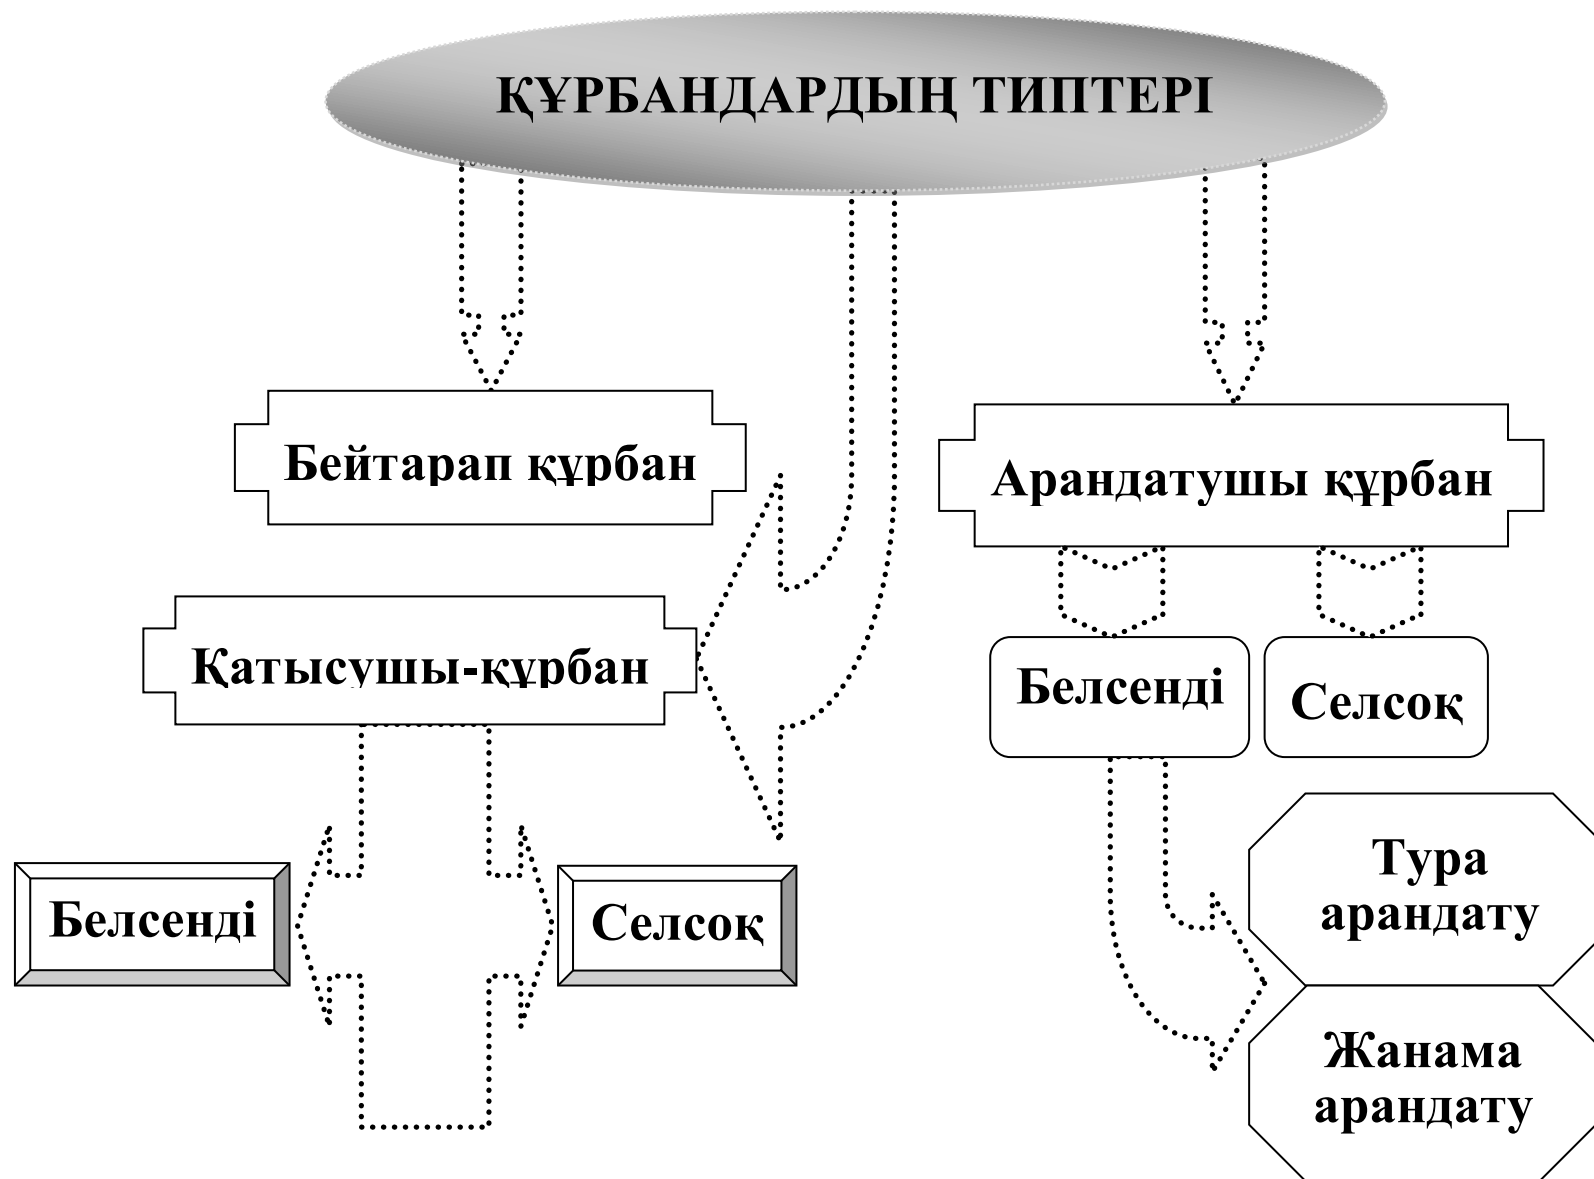 ҚҰРБАНДАРДЫҢ ТИПТЕРІ
Бейтарап құрбан
Арандатушы құрбан
Қатысушы-құрбан
Белсенді
Селсоқ
Белсенді
Селсоқ
Тура
арандату
Жанама
арандату